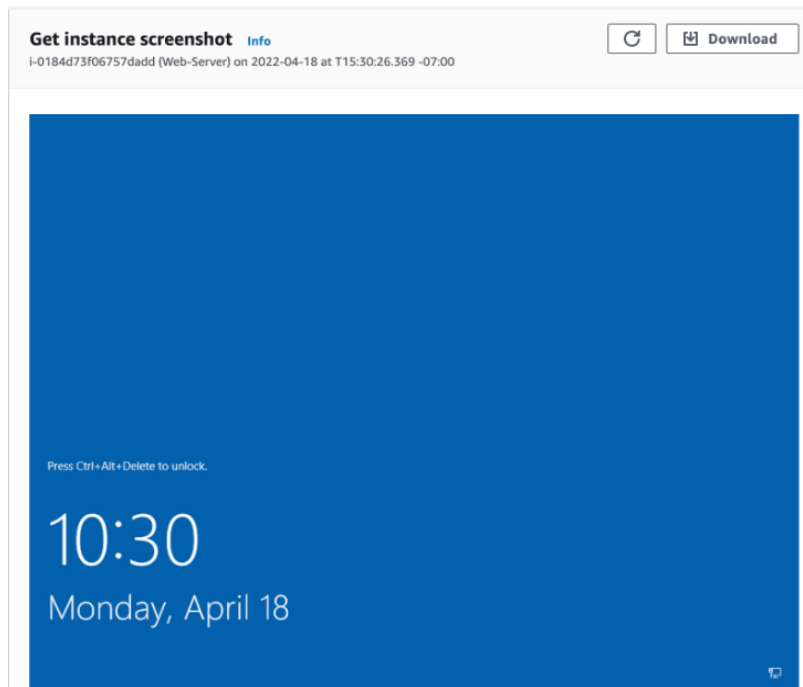 Get instance screenshot Info
Download
i-0184d73f06757dadd (Web-Server) on 2022-04-18 at T15:30:26.369 -07:00
Press Ctrl+Alt+Delete to unlock.
10:30
Monday, April 18